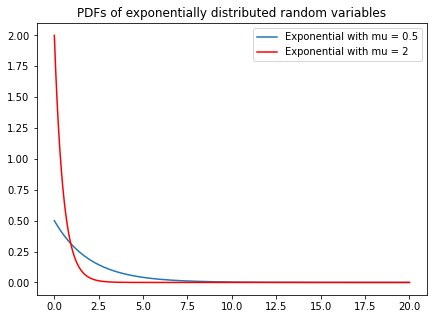 PDFs of exponentially distributed random variables
Exponential with mu = 0.5
Exponential with mu = 2
2.00
1.75
1.50
1.25
1.00
0.75
0.50
0.25
0.00
0.0 2.5 5.0 7.5 10.0 12.5 15.0 17.5 20.0